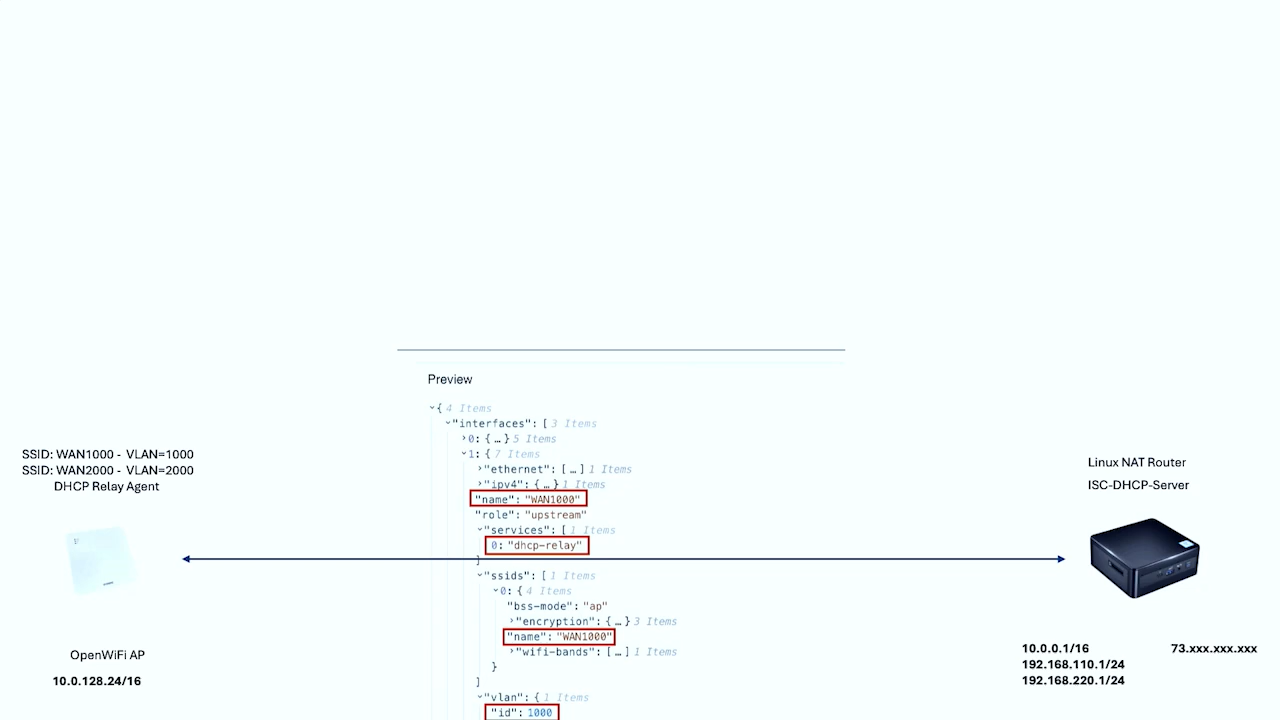 Preview
{ 4 Items
"interfaces": [ 3 Items
0: { … } 5 Items
1: { 7 Items
"ethernet": [ … ] 1 Items
"ipv4": { … } 1 Items
"name": "WAN1000"
"role": "upstream"
"services": [ 1 Items
0: "dhcp-relay"
]
"ssids": [ 1 Items
0: { 4 Items
"bss-mode": "ap"
"encryption": { … } 3 Items
"name": "WAN1000"
"wifi-bands": [ … ] 1 Items
}
]
"vlan": { 1 Items
"id": 1000
SSID: WAN1000 - VLAN=1000
SSID: WAN2000 - VLAN=2000
DHCP Relay Agent
OpenWiFi AP
10.0.128.24/16
Linux NAT Router
ISC-DHCP-Server
10.0.0.1/16
192.168.110.1/24
192.168.220.1/24
73.xxx.xxx.xxx